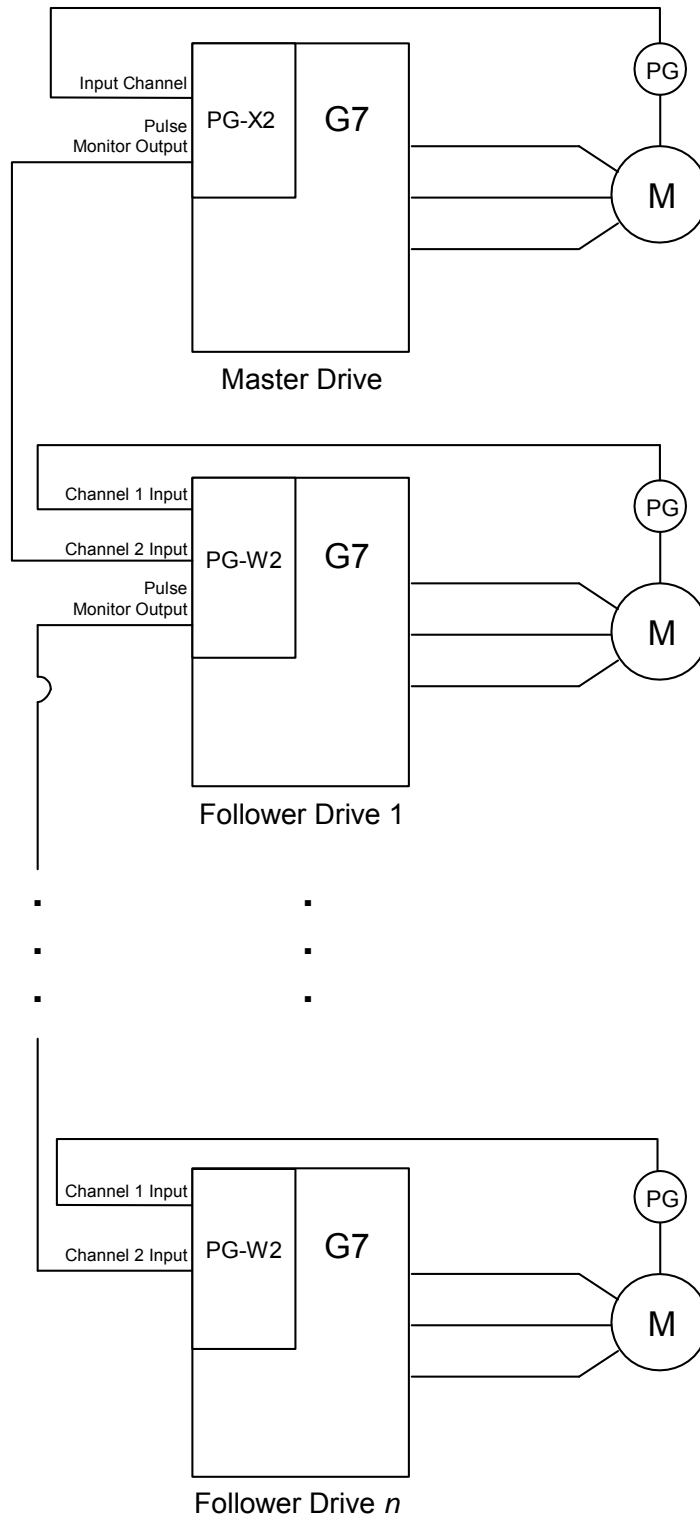 PG
Input Channel
PG-X2
G7
Pulse
Monitor Output
M
Master Drive
Channel 1 Input
PG
Channel 2 Input
PG-W2
G7
Pulse
Monitor Output
M
Follower Drive 1
Channel 1 Input
PG
Channel 2 Input
PG-W2
G7
M
Follower Drive n